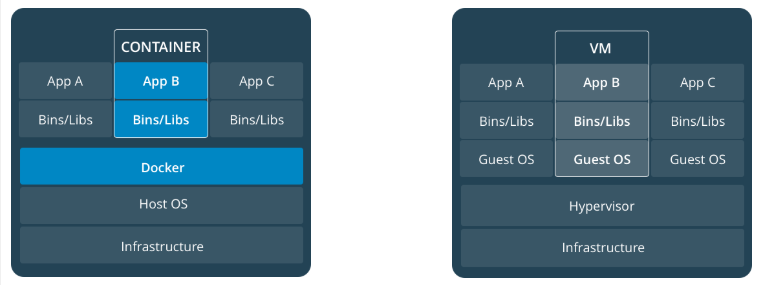 CONTAINER
App A
App B
App C
Bins/Libs
Bins/Libs
Bins/Libs
Docker
Host OS
Infrastructure
VM
App A
App B
App C
Bins/Libs
Bins/Libs
Bins/Libs
Guest OS
Guest OS
Guest OS
Hypervisor
Infrastructure